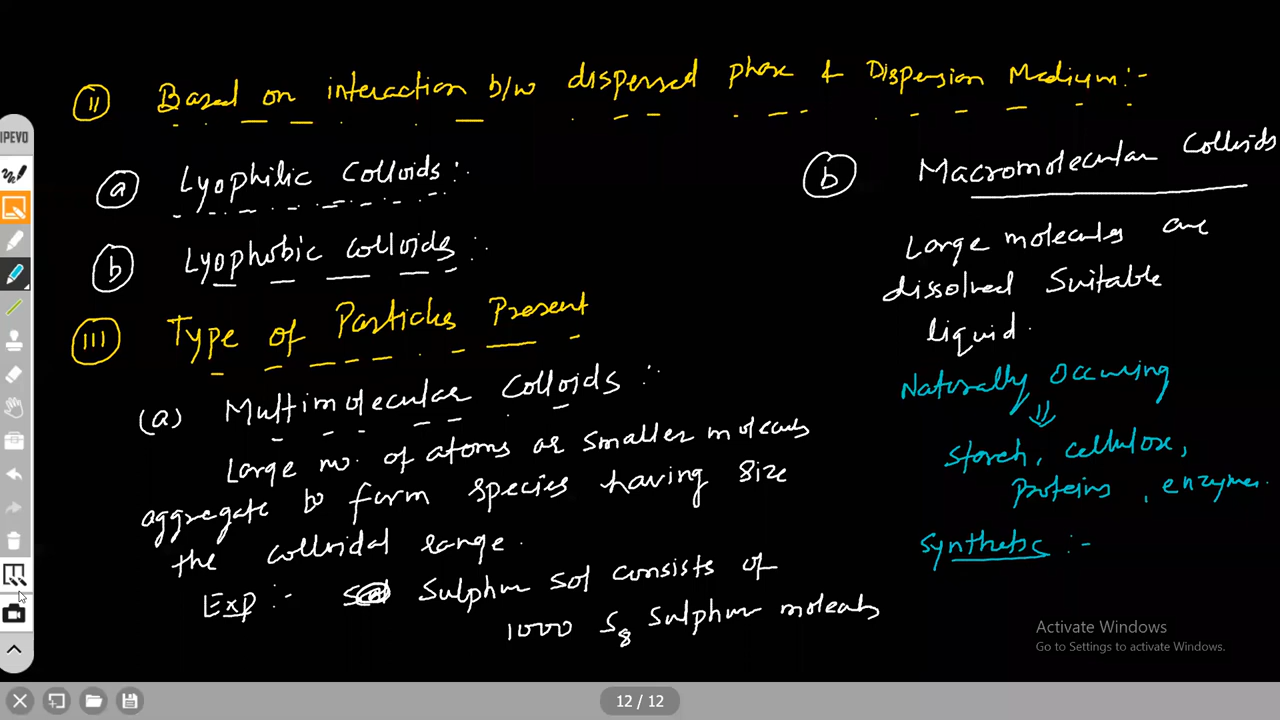 (II) Based on interaction b/w dispersed phase & Dispersion Medium:-
(a) Lyophilic Colloids:
(b) Lyophobic colloids:
(III) Type of Particles Present
(a) Multimolecular Colloids:
Large no. of atoms or smaller molecules
aggregate to form species having size
the colloidal range.
Exp:- Sulphur sol consists of
1000 S8 Sulphur molecules
(b) Macromolecular Colloids
Large molecules are
dissolved Suitable
liquid.
Naturally Occuring
⇓
Starch, cellulose,
Proteins, enzymes.
Synthetic :-
IPEVO
Activate Windows
Go to Settings to activate Windows.
12 / 12